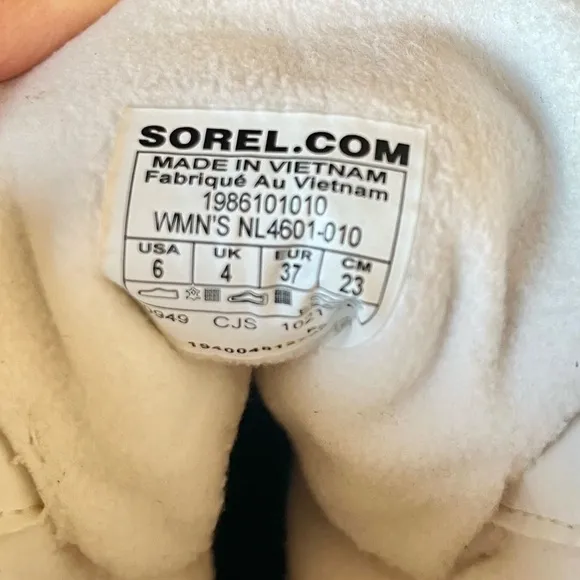 SOREL.COM
MADE IN VIETNAM
Fabriqué Au Vietnam
1986101010
WMN'S NL4601-010
USA UK EUR CM
6 4 37 23
CJS